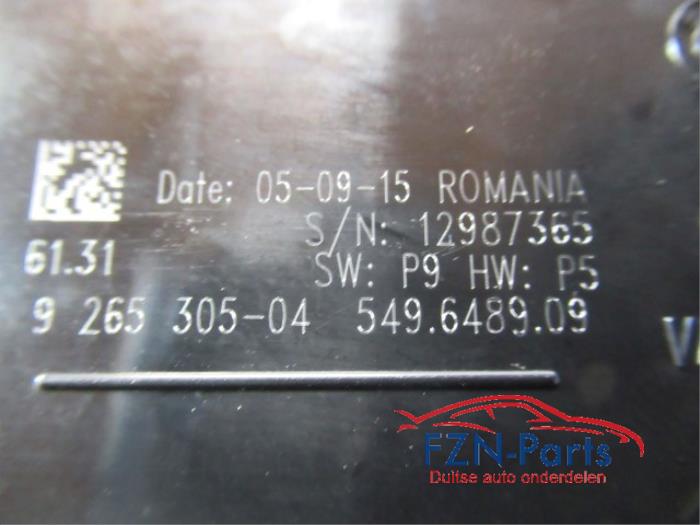 Date: 05-09-15 ROMANIA
S/N: 12987365
61.31
SW: P9 HW: P5
9 265 305-04 549.6489.09
FZN-Parts
Duitse auto onderdelen